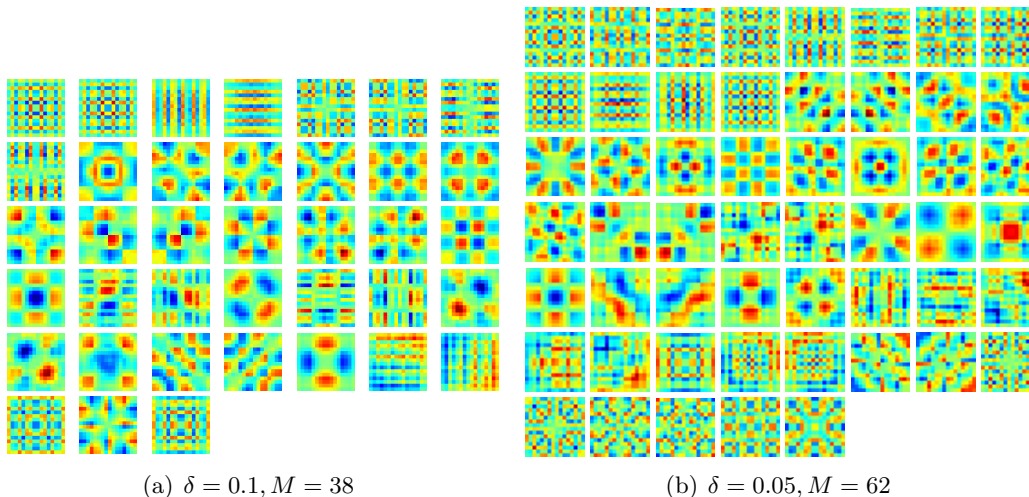 (a) δ = 0.1, M = 38
(b) δ = 0.05, M = 62